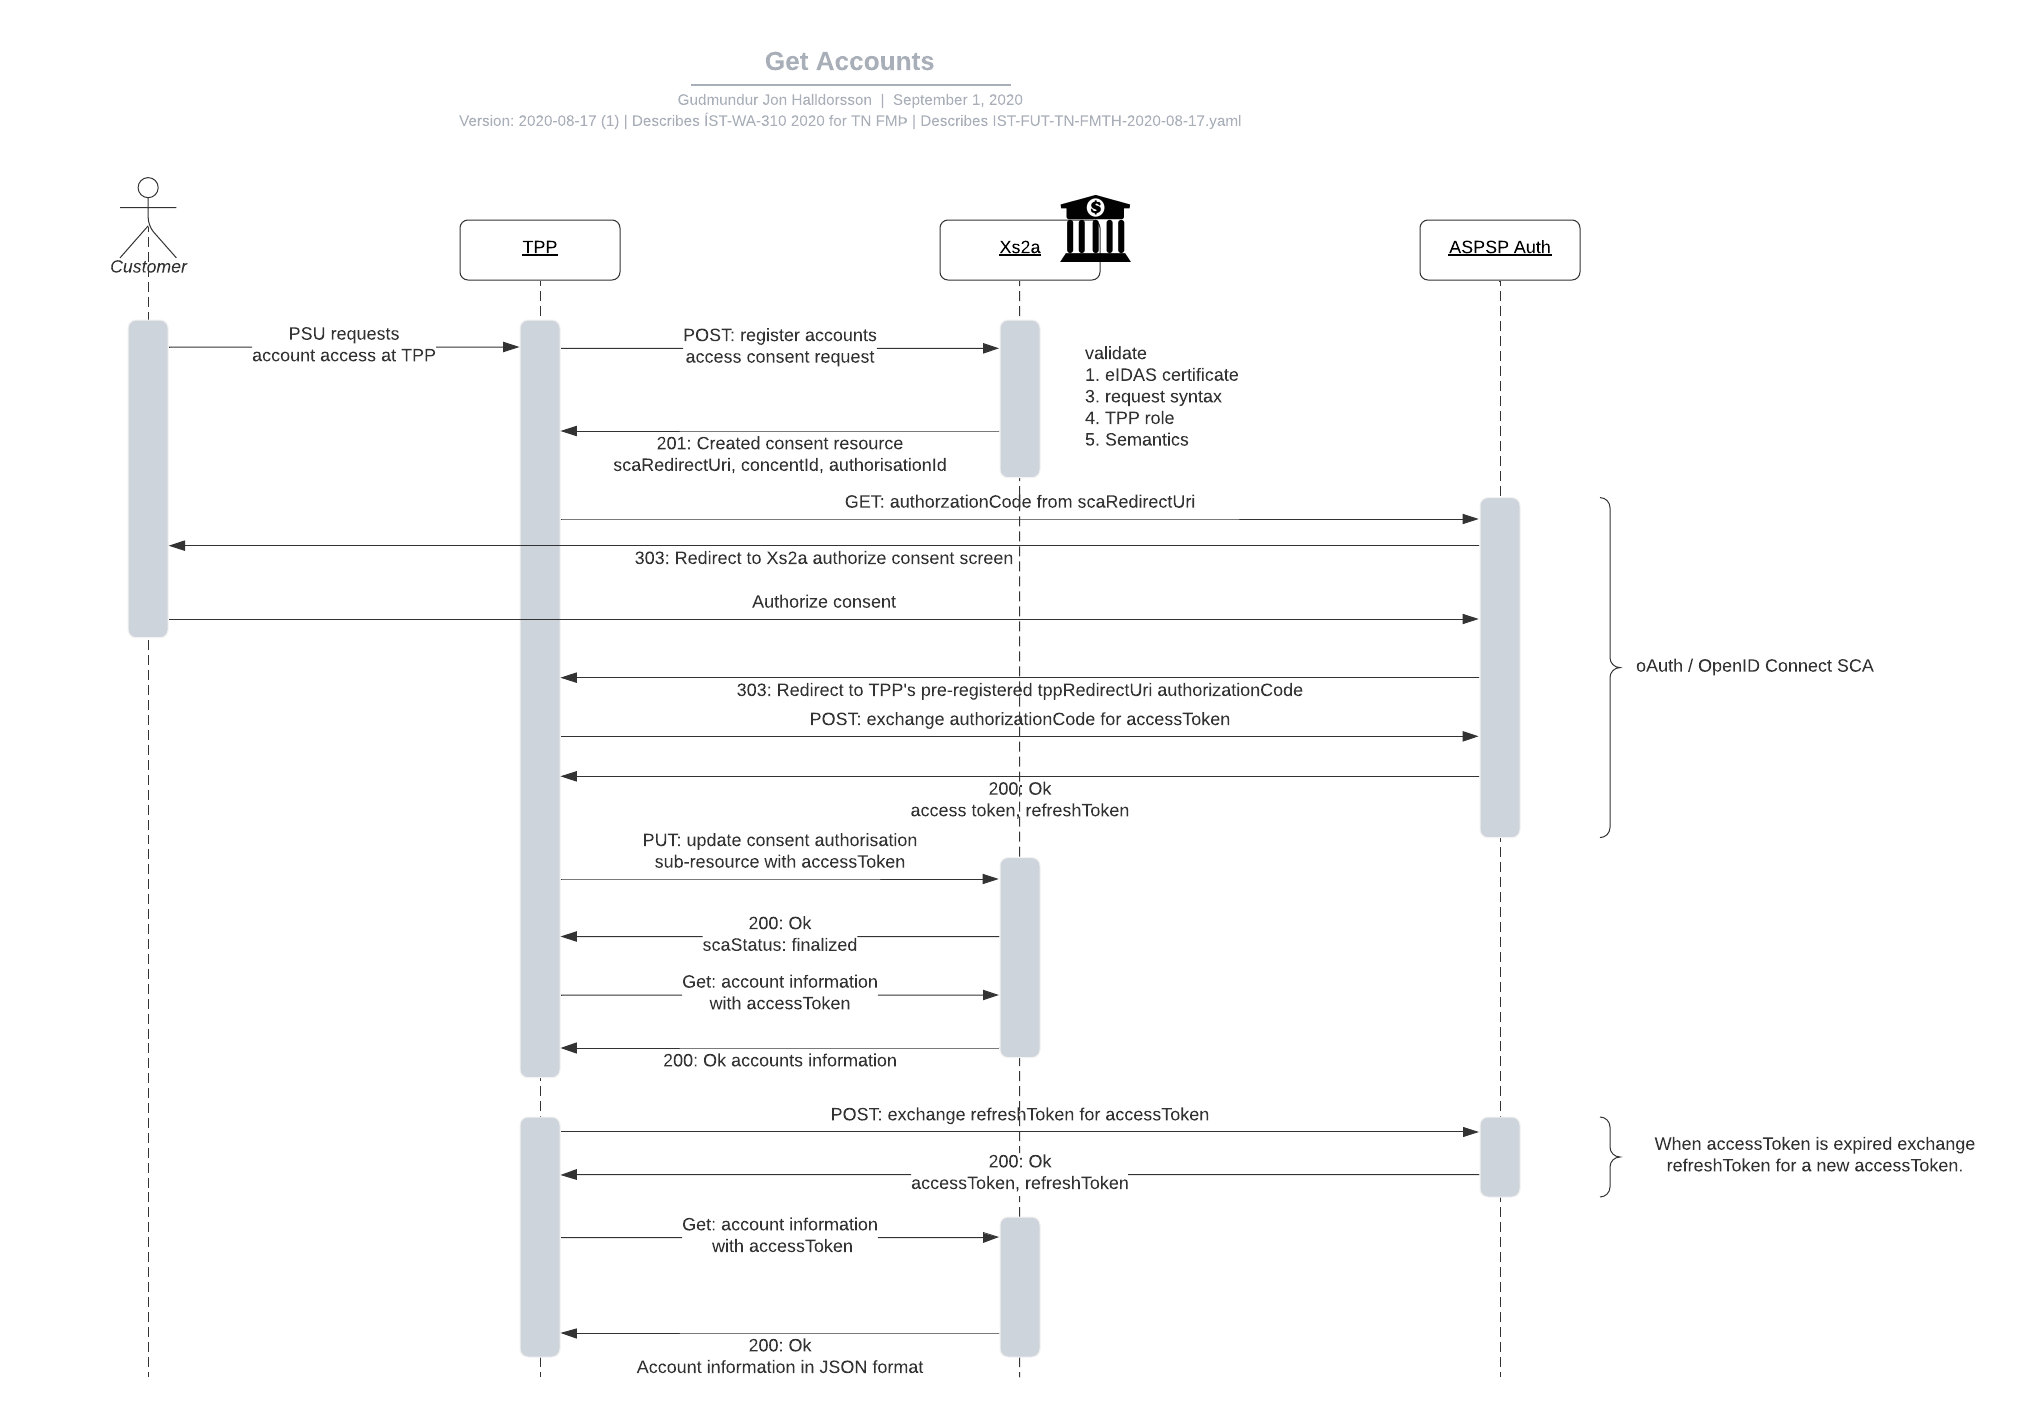 Get Accounts
Gudmundur Jon Halldorsson | September 1, 2020
Version: 2020-08-17 (1) | Describes ÍST-WA-310 2020 for TN FMÞ | Describes IST-FUT-TN-FMTH-2020-08-17.yaml
Customer
TPP
$
Xs2a
ASPSP Auth
PSU requests
account access at TPP
POST: register accounts
access consent request
validate
1. eIDAS certificate
3. request syntax
4. TPP role
5. Semantics
201: Created consent resource
scaRedirectUri, concentId, authorisationId
GET: authorzationCode from scaRedirectUri
303: Redirect to Xs2a authorize consent screen
Authorize consent
oAuth / OpenID Connect SCA
303: Redirect to TPP's pre-registered tppRedirectUri authorizationCode
POST: exchange authorizationCode for accessToken
200: Ok
access token, refreshToken
PUT: update consent authorisation
sub-resource with accessToken
200: Ok
scaStatus: finalized
Get: account information
with accessToken
200: Ok accounts information
POST: exchange refreshToken for accessToken
When accessToken is expired exchange
refreshToken for a new accessToken.
200: Ok
accessToken, refreshToken
Get: account information
with accessToken
200: Ok
Account information in JSON format